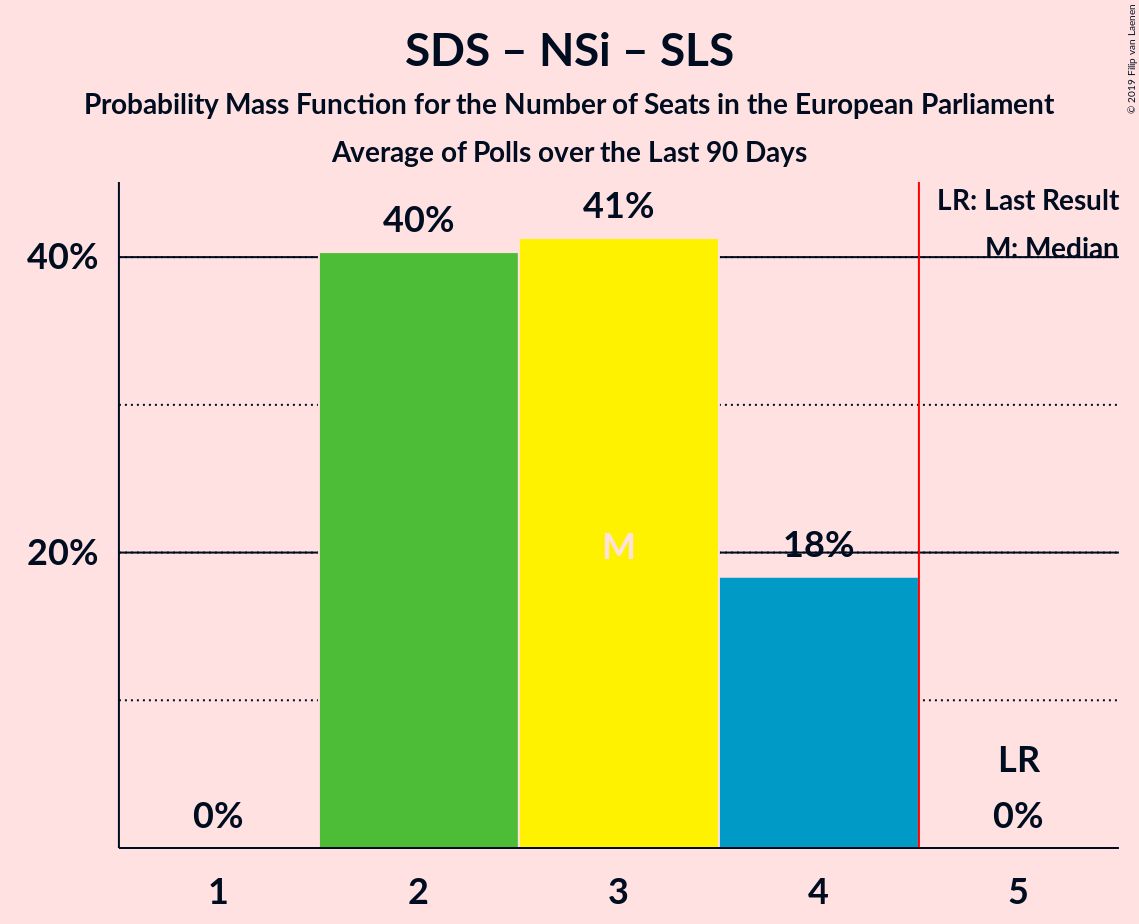 SDS – NSi – SLS
Probability Mass Function for the Number of Seats in the European Parliament
Average of Polls over the Last 90 Days
© 2019 Filip van Laenen
LR: Last Result
M: Median
40%
41%
40%
20%
M
18%
LR
0%
0%
1 2 3 4 5